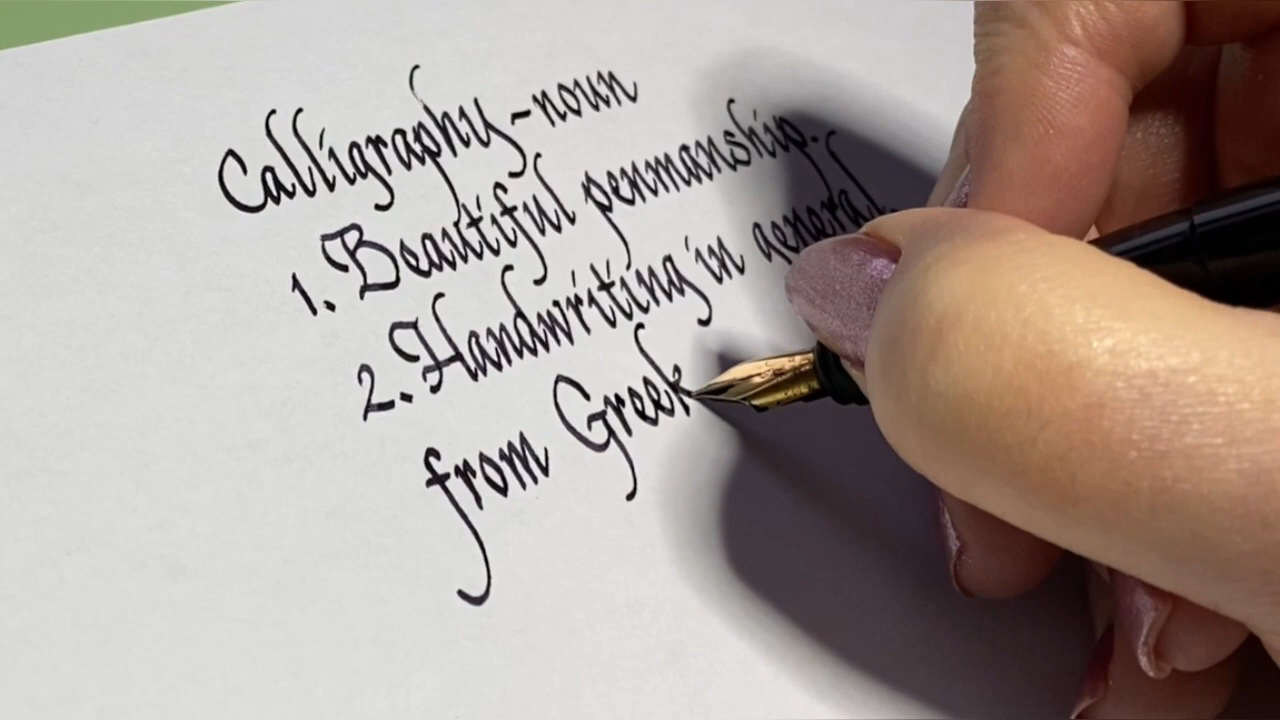 Calligraphy-noun
1. Beautiful penmanship.
2. Handwriting in general.
from Greek